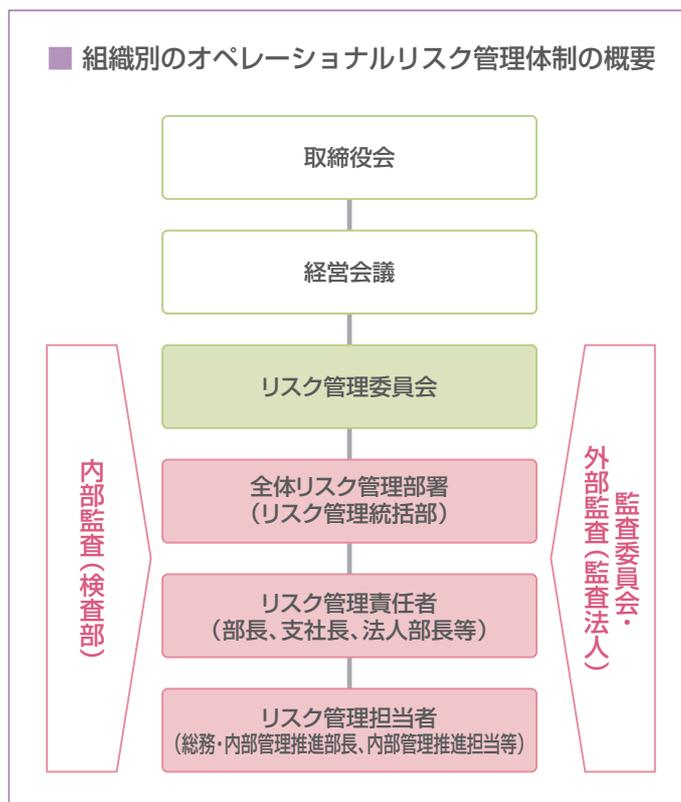 ■ 組織別のオペレーショナルリスク管理体制の概要
取締役会
経営会議
リスク管理委員会
全体リスク管理部署
(リスク管理統括部)
リスク管理責任者
(部長、支社長、法人部長等)
リスク管理担当者
(総務・内部管理推進部長、内部管理推進担当等)
内部監査(検査部)
監査委員会・
外部監査(監査法人)